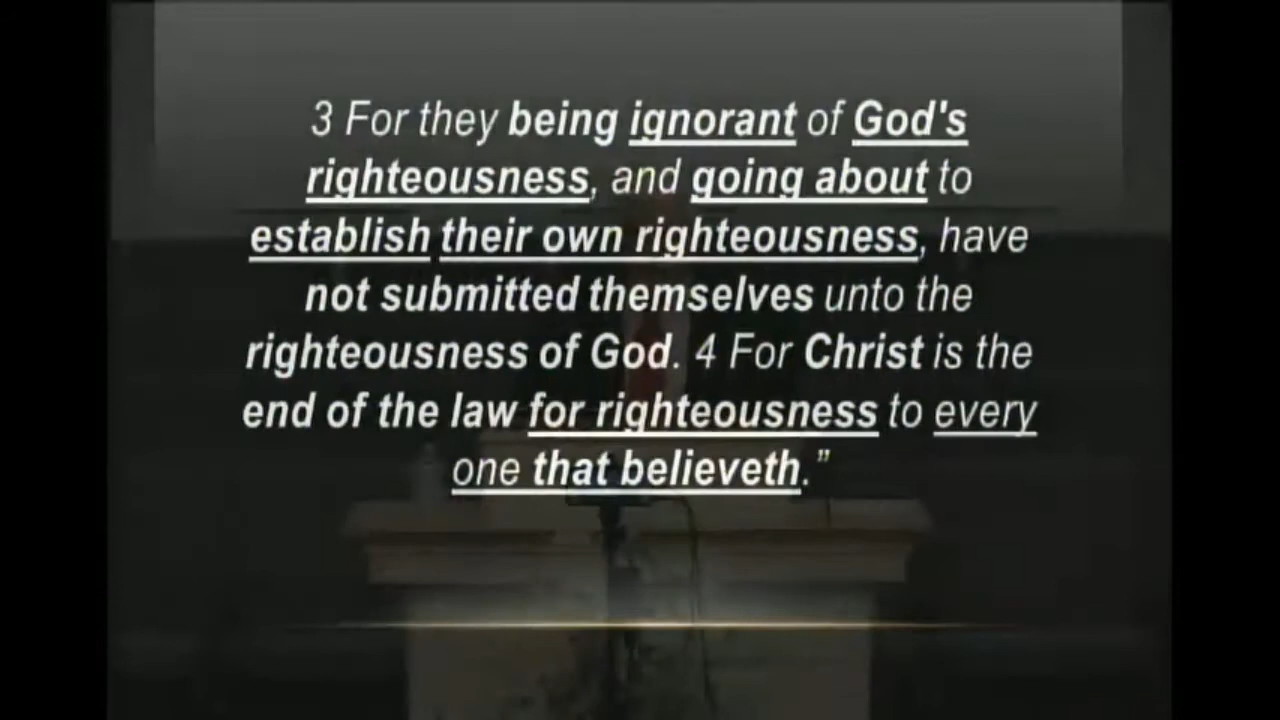 3 For they being ignorant of God's
righteousness, and going about to
establish their own righteousness, have
not submitted themselves unto the
righteousness of God. 4 For Christ is the
end of the law for righteousness to every
one that believeth.”